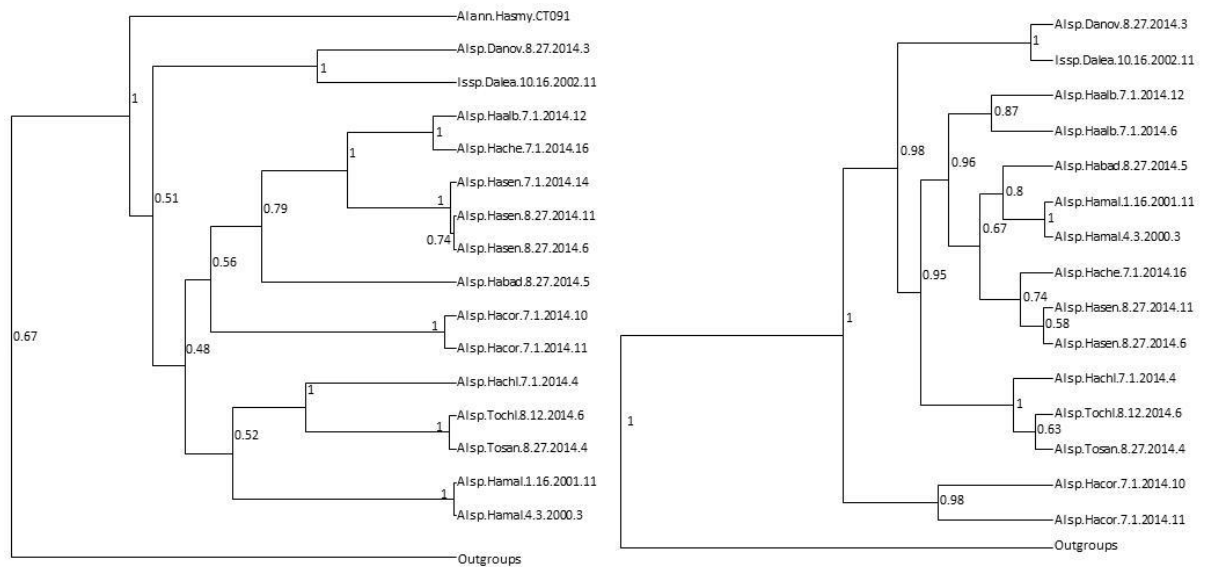 Alann.Hasmy.CT091
Alsp.Danov.8.27.2014.3
1
Issp.Dalea.10.16.2002.11
1
Alsp.Haalb.7.1.2014.12
1
Alsp.Hache.7.1.2014.16
1
Alsp.Hasen.7.1.2014.14
1
Alsp.Hasen.8.27.2014.11
0.51
0.79
0.74
Alsp.Hasen.8.27.2014.6
0.56
Alsp.Habad.8.27.2014.5
Alsp.Hacor.7.1.2014.10
0.67
1
0.48
Alsp.Hacor.7.1.2014.11
Alsp.Hachl.7.1.2014.4
1
Alsp.Tochl.8.12.2014.6
1
0.52
Alsp.Tosan.8.27.2014.4
Alsp.Hamal.1.16.2001.11
1
Alsp.Hamal.4.3.2000.3
Outgroups
Alsp.Danov.8.27.2014.3
1
Issp.Dalea.10.16.2002.11
Alsp.Haalb.7.1.2014.12
0.87
Alsp.Haalb.7.1.2014.6
0.98
0.96
Alsp.Habad.8.27.2014.5
0.8
Alsp.Hamal.1.16.2001.11
1
0.67
Alsp.Hamal.4.3.2000.3
Alsp.Hache.7.1.2014.16
0.95
0.74
Alsp.Hasen.8.27.2014.11
1
0.58
Alsp.Hasen.8.27.2014.6
Alsp.Hachl.7.1.2014.4
1
Alsp.Tochl.8.12.2014.6
1
0.63
Alsp.Tosan.8.27.2014.4
Alsp.Hacor.7.1.2014.10
0.98
Alsp.Hacor.7.1.2014.11
Outgroups